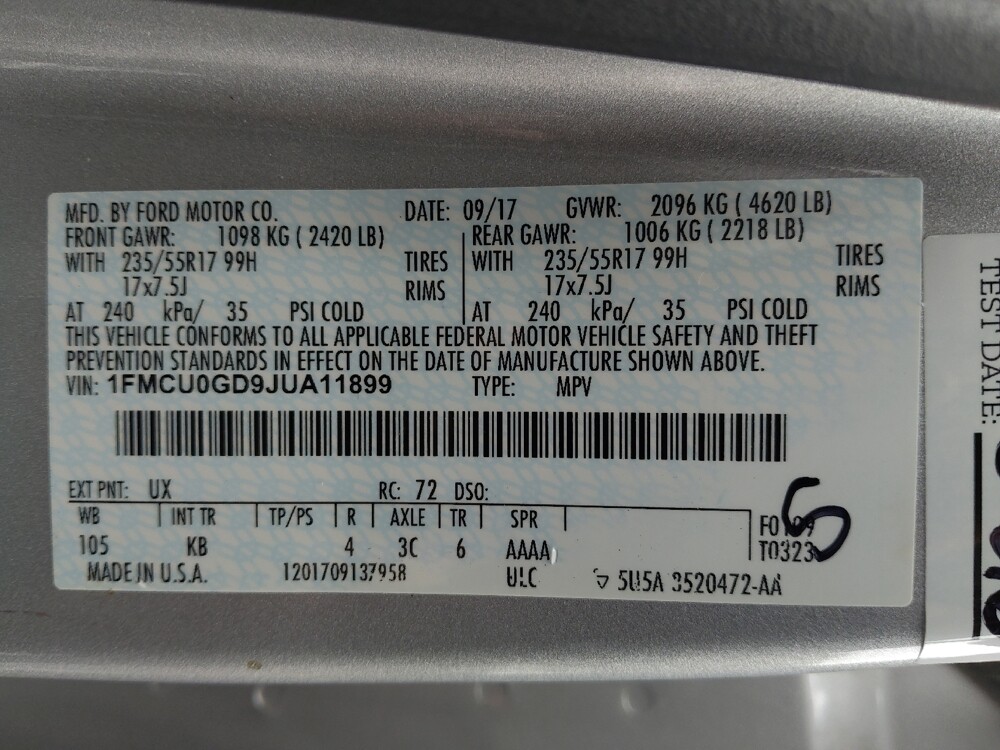 MFD. BY FORD MOTOR CO. DATE: 09/17 GVWR: 2096 KG ( 4620 LB)
FRONT GAWR: 1098 KG ( 2420 LB) REAR GAWR: 1006 KG ( 2218 LB)
WITH 235/55R17 99H TIRES WITH 235/55R17 99H TIRES
17x7.5J RIMS 17x7.5J RIMS
AT 240 kPa/ 35 PSI COLD AT 240 kPa/ 35 PSI COLD
THIS VEHICLE CONFORMS TO ALL APPLICABLE FEDERAL MOTOR VEHICLE SAFETY AND THEFT
PREVENTION STANDARDS IN EFFECT ON THE DATE OF MANUFACTURE SHOWN ABOVE.
VIN: 1FMCU0GD9JUA11899 TYPE: MPV
EXT PNT: UX RC: 72 DSO:
WB INT TR TP/PS R AXLE TR SPR
105 KB 4 3C 6 AAAA
T0323
MADE IN U.S.A. 1201709137958 ULC 5U5A 3520472-AA
5
TEST DATE: